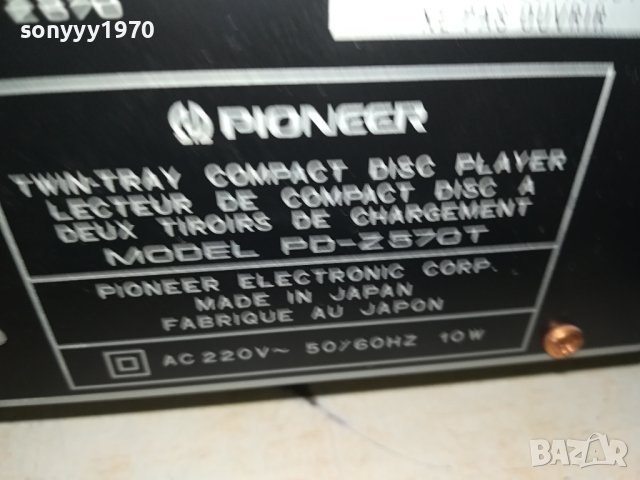 sonyyy1970
NE PAS OUVRIR
PIONEER
TWIN-TRAY COMPACT DISC PLAYER
LECTEUR DE COMPACT DISC A
DEUX TIROIRS DE CHARGEMENT
MODEL PD-Z570T
PIONEER ELECTRONIC CORP.
MADE IN JAPAN
FABRIQUE AU JAPON
AC 220V~ 50/60HZ 10W
BAZAR